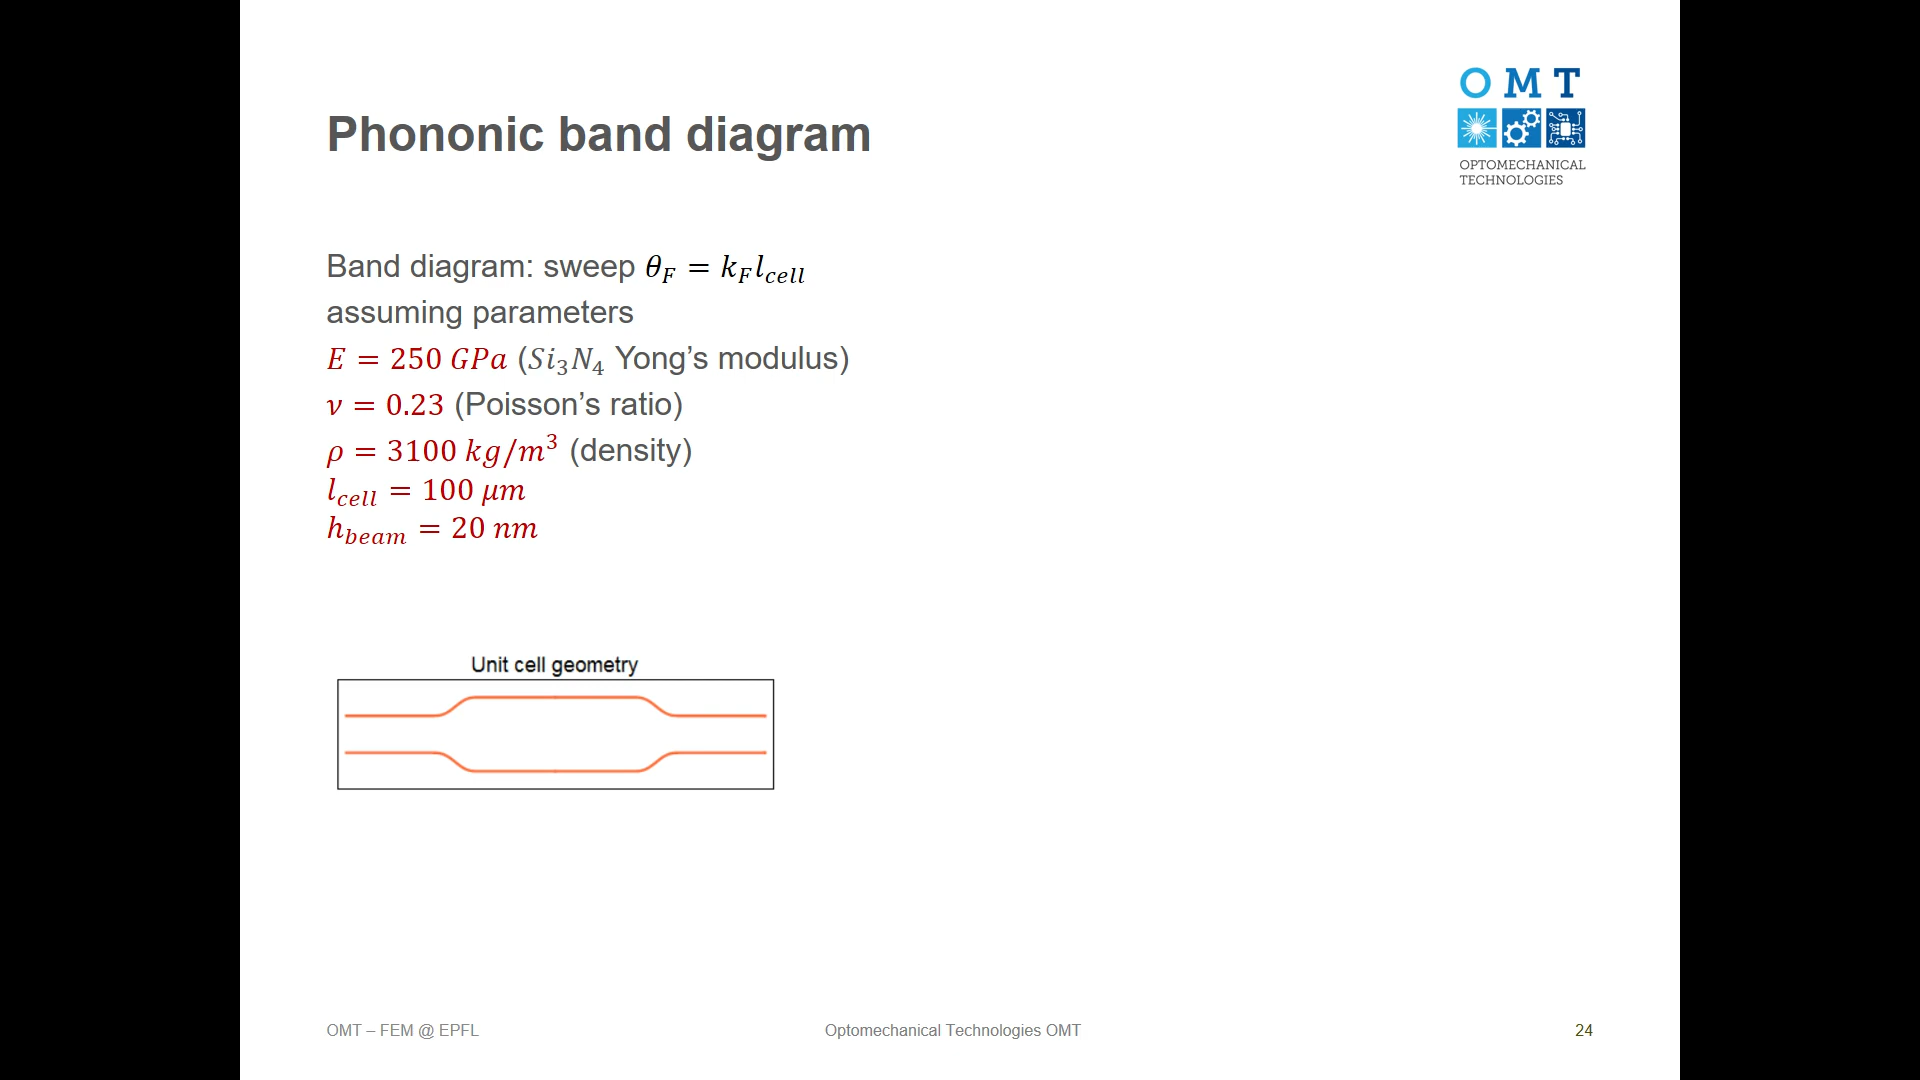 O M T
OPTOMECHANICAL
TECHNOLOGIES
Phononic band diagram
Band diagram: sweep θ_F = k_F l_cell
assuming parameters
E = 250 GPa (Si₃N₄ Yong's modulus)
ν = 0.23 (Poisson's ratio)
ρ = 3100 kg/m³ (density)
l_cell = 100 μm
h_beam = 20 nm
Unit cell geometry
OMT – FEM @ EPFL
Optomechanical Technologies OMT
24